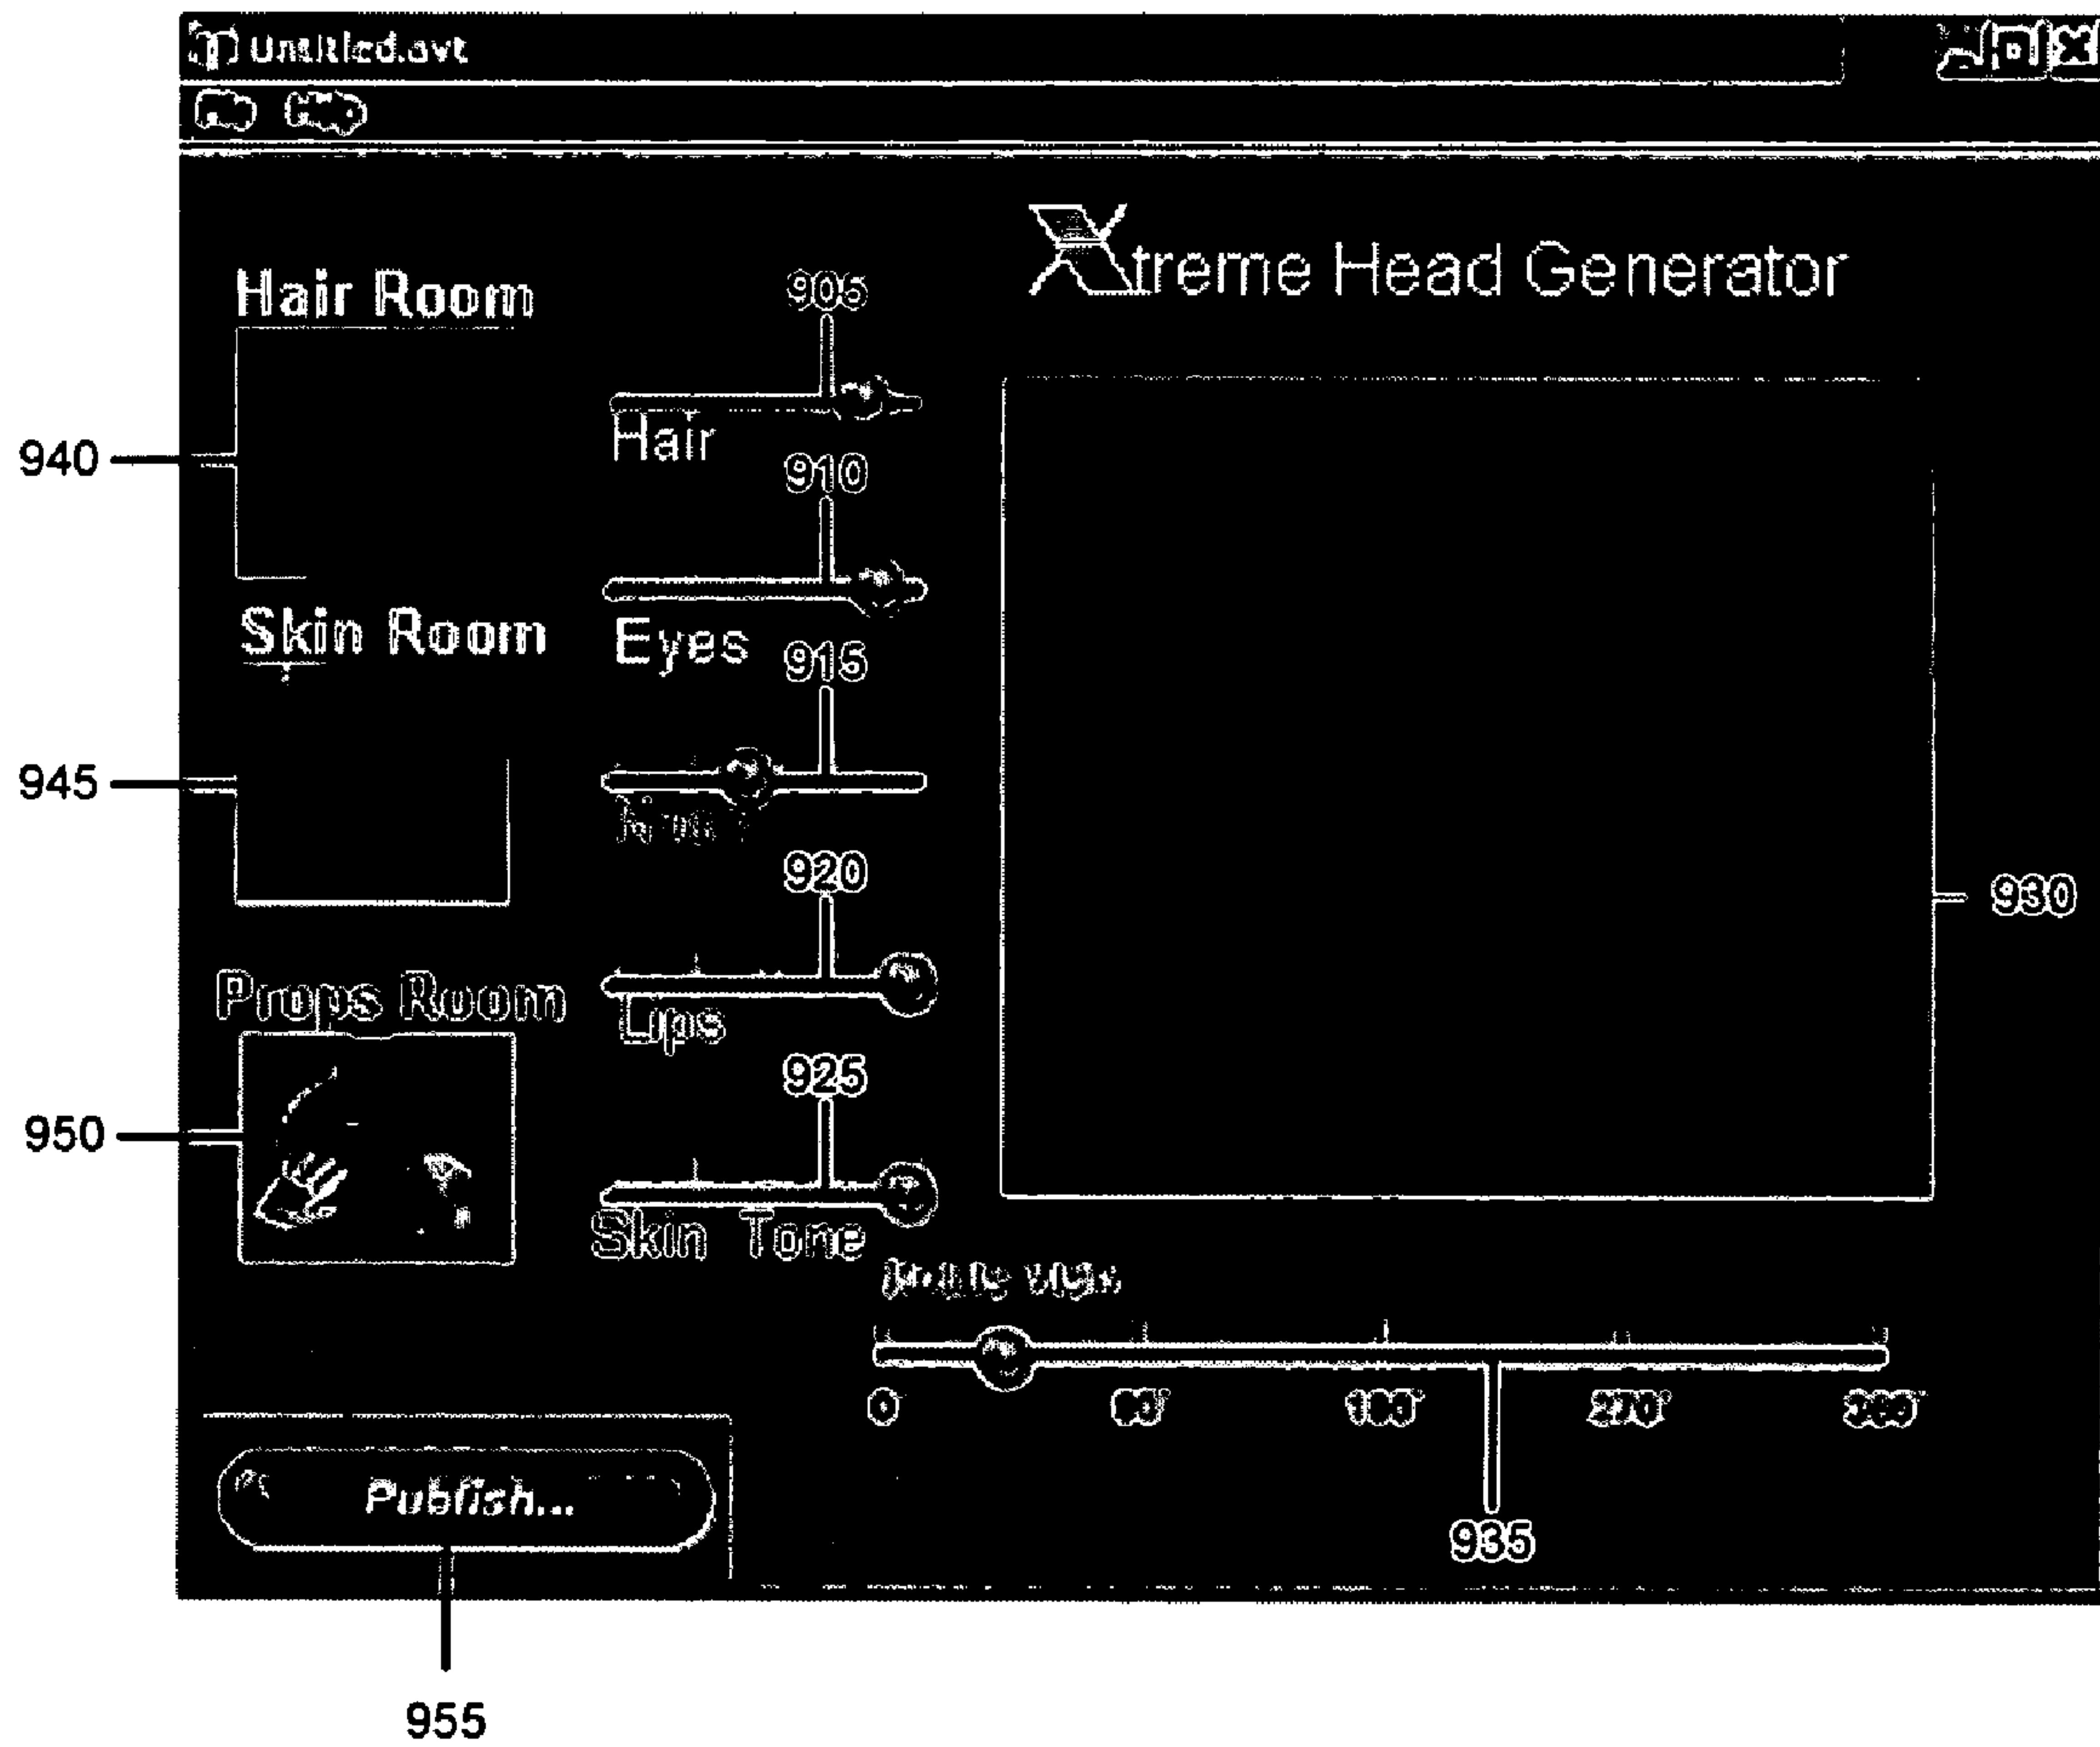 Untitled.avt
Xtreme Head Generator
Hair Room
905
Hair
940
910
Skin Room
Eyes
915
945
920
930
Props Room
Lips
925
950
Skin Tone
0
270°
Publish...
935
955